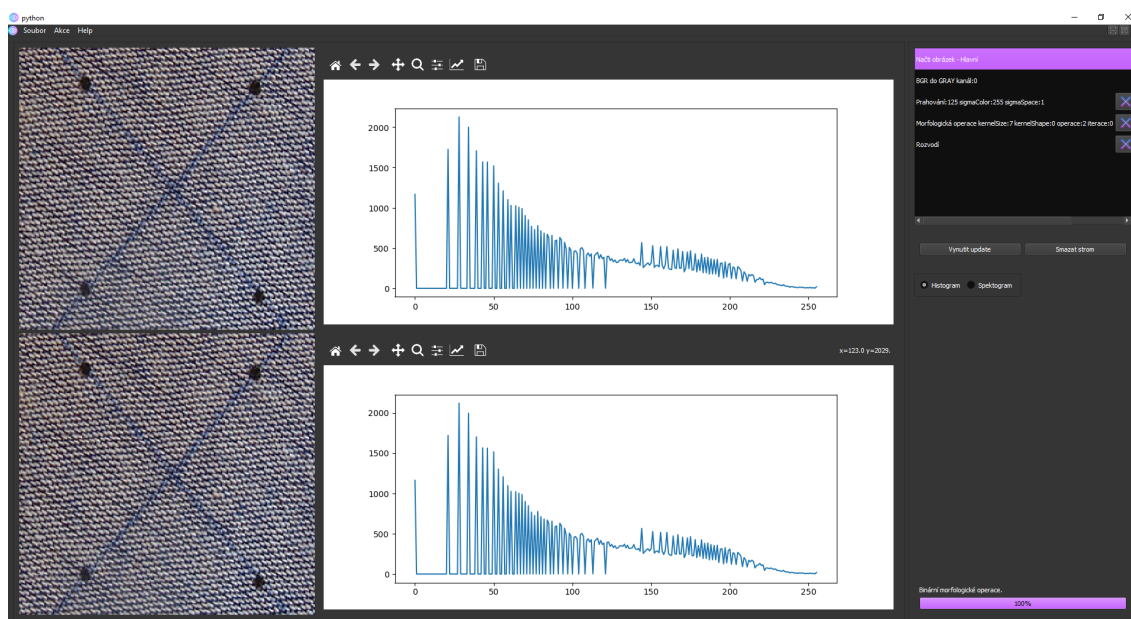 python
Soubor Akce Help
2000
1500
1000
500
0
0 50 100 150 200 250
x=123.0 y=2029.
2000
1500
1000
500
0
0 50 100 150 200 250
Načti obrázek - Hlavní
BGR do GRAY kanál:0
Prahování:125 sigmaColor:255 sigmaSpace:1
Morfologická operace kernelSize:7 kernelShape:0 operace:2 iterace:0
Rozvodí
Vynutit update Smazat strom
Histogram Spektogram
Binární morfologické operace.
100%